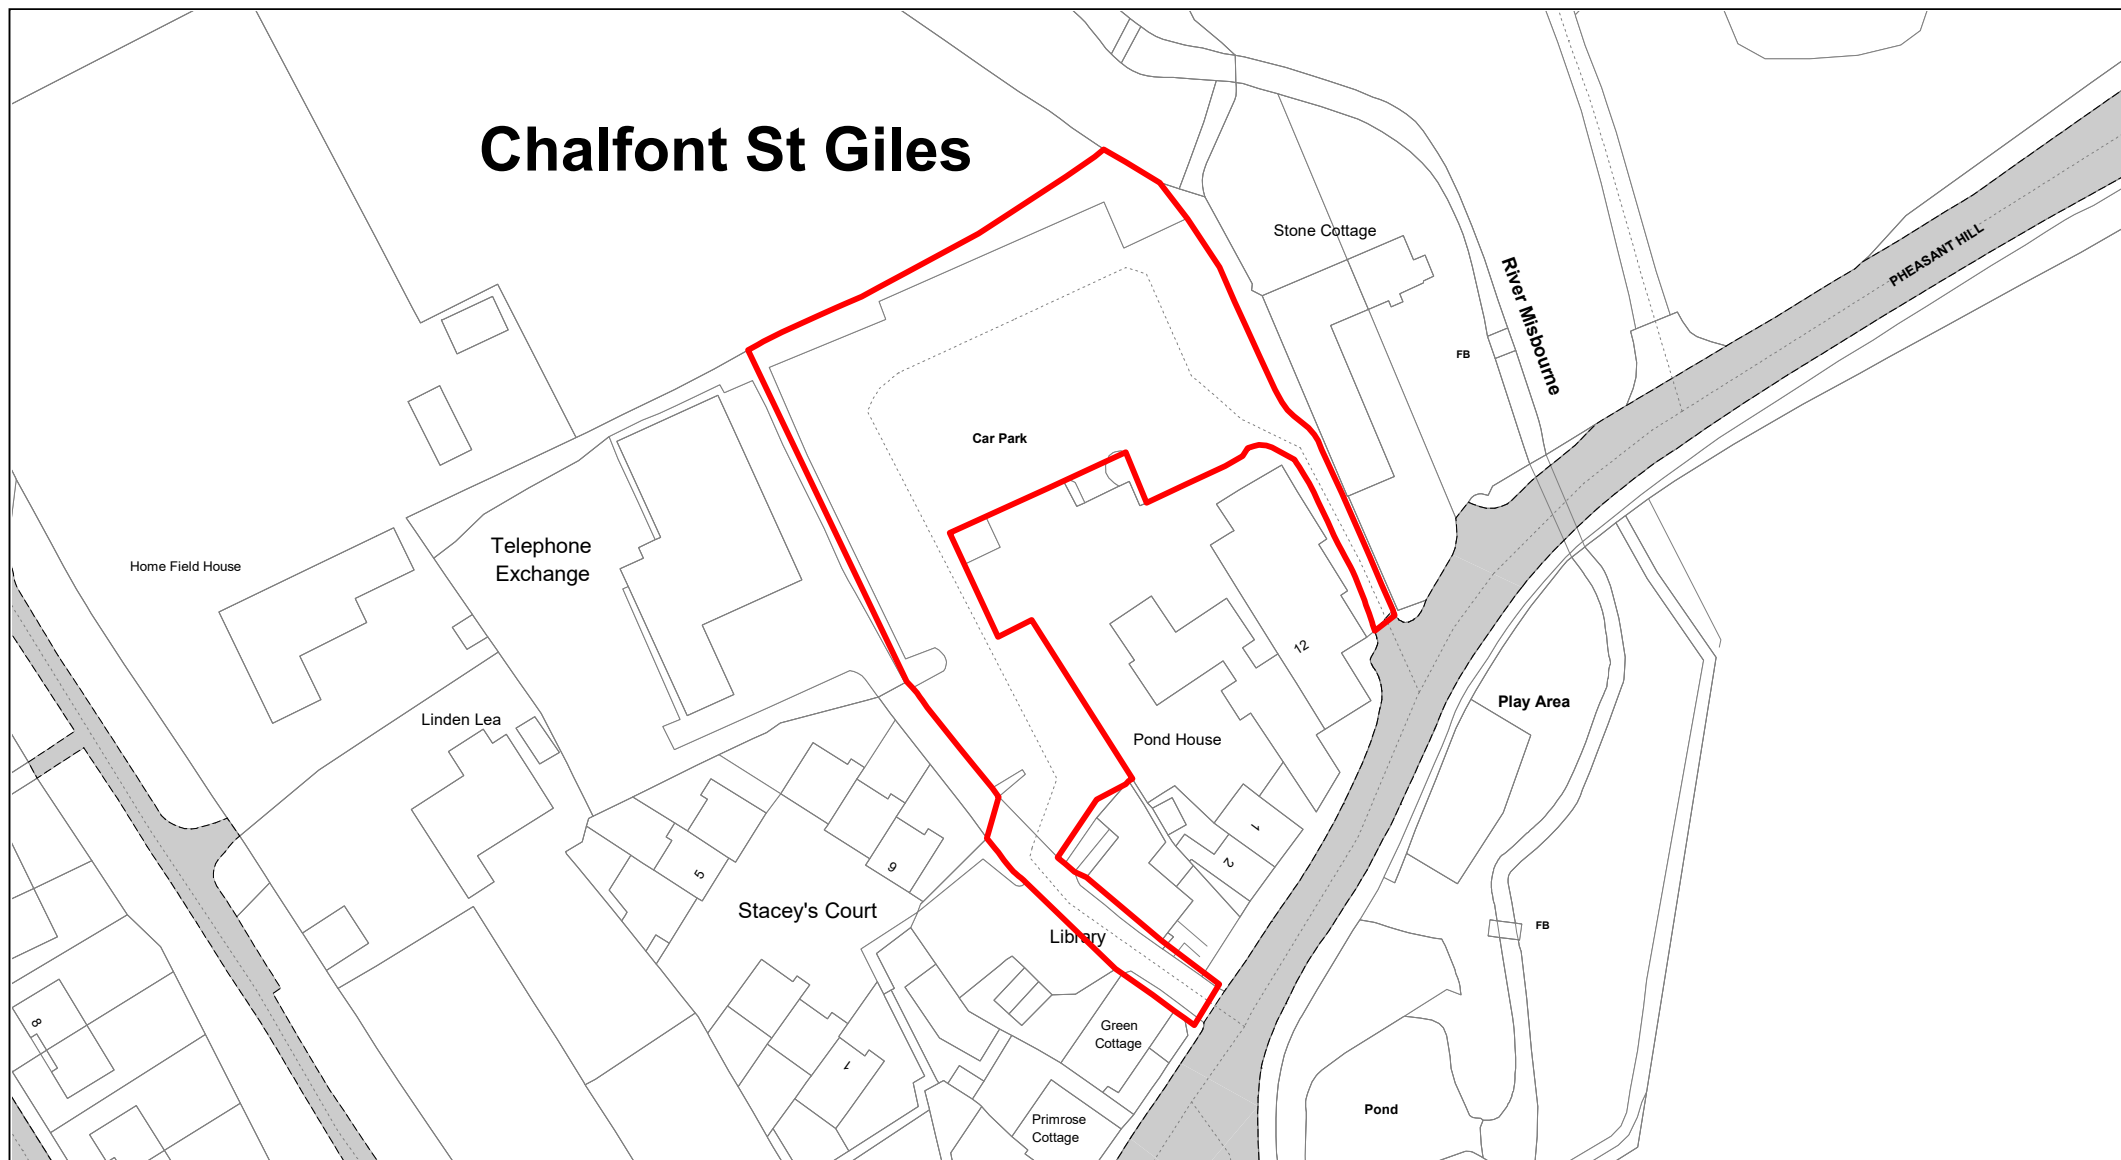 Chalfont St Giles
Stone Cottage
PHEASANT HILL
River Misbourne
FB
Car Park
Telephone
Exchange
Home Field House
12
Play Area
Linden Lea
Pond House
1
2
5
6
Stacey's Court
Library
FB
8
Green
Cottage
1
Primrose
Cottage
Pond